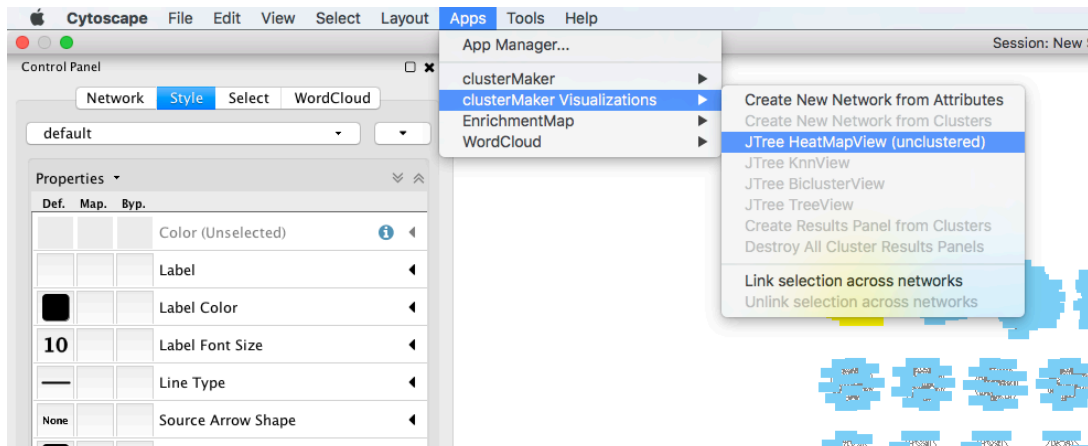 Cytoscape File Edit View Select Layout Apps Tools Help
Session: New
Control Panel
Network Style Select WordCloud
default
Properties
Def. Map. Byp.
Color (Unselected)
Label
Label Color
10 Label Font Size
Line Type
None Source Arrow Shape
App Manager...
clusterMaker
clusterMaker Visualizations
EnrichmentMap
WordCloud
Create New Network from Attributes
Create New Network from Clusters
JTree HeatMapView (unclustered)
JTree KnnView
JTree BiclusterView
JTree TreeView
Create Results Panel from Clusters
Destroy All Cluster Results Panels
Link selection across networks
Unlink selection across networks